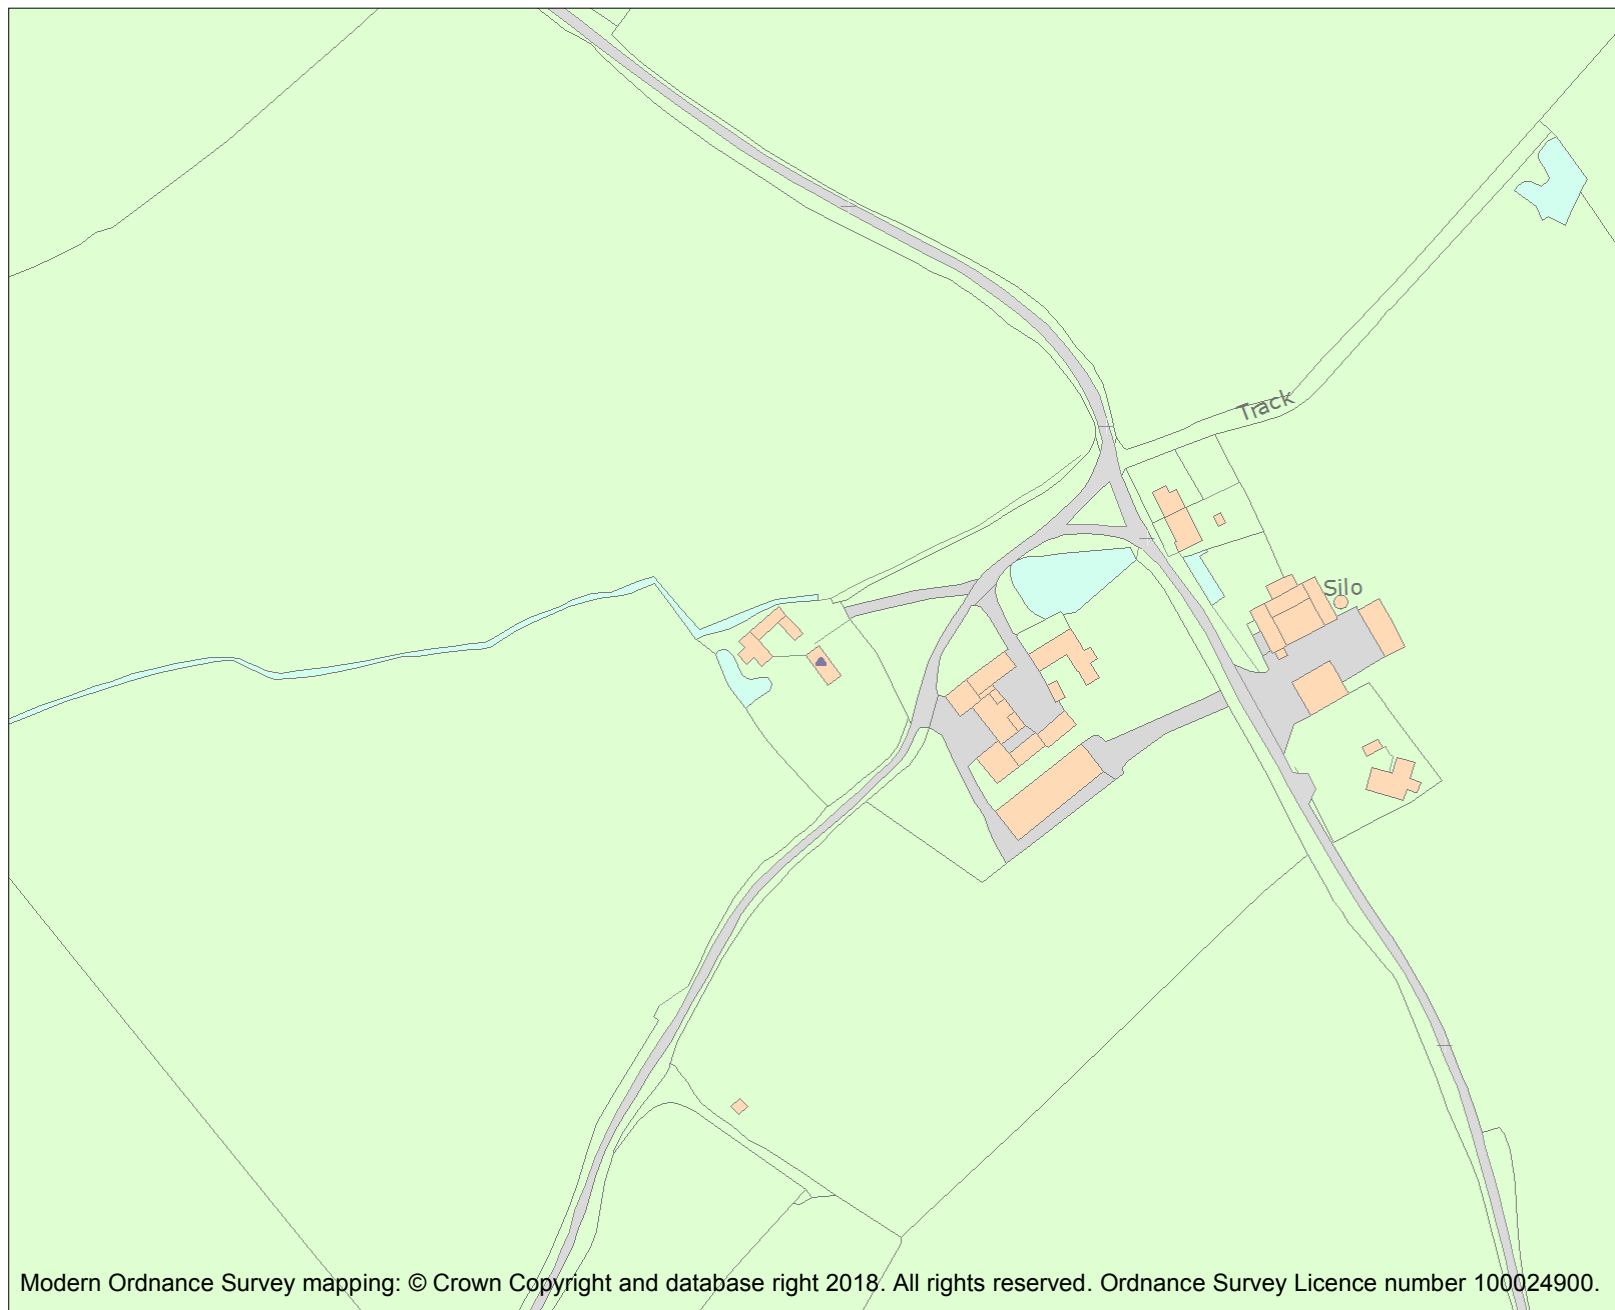 Track
Silo
Modern Ordnance Survey mapping: © Crown Copyright and database right 2018. All rights reserved. Ordnance Survey Licence number 100024900.